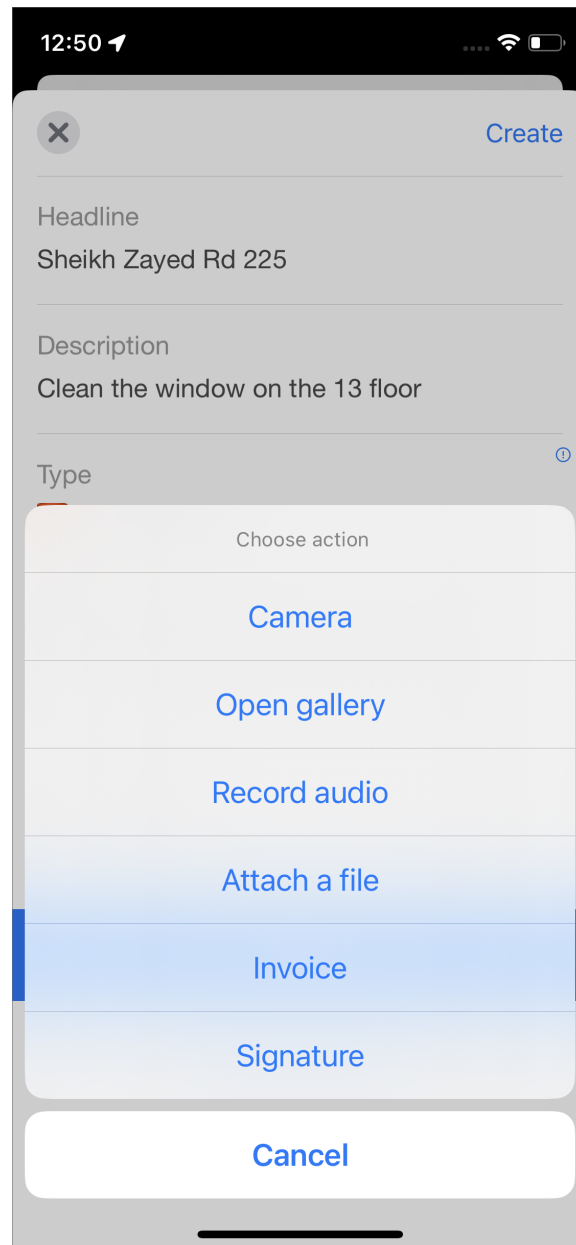 12:50
Create
Headline
Sheikh Zayed Rd 225
Description
Clean the window on the 13 floor
Type
Choose action
Camera
Open gallery
Record audio
Attach a file
Invoice
Signature
Cancel